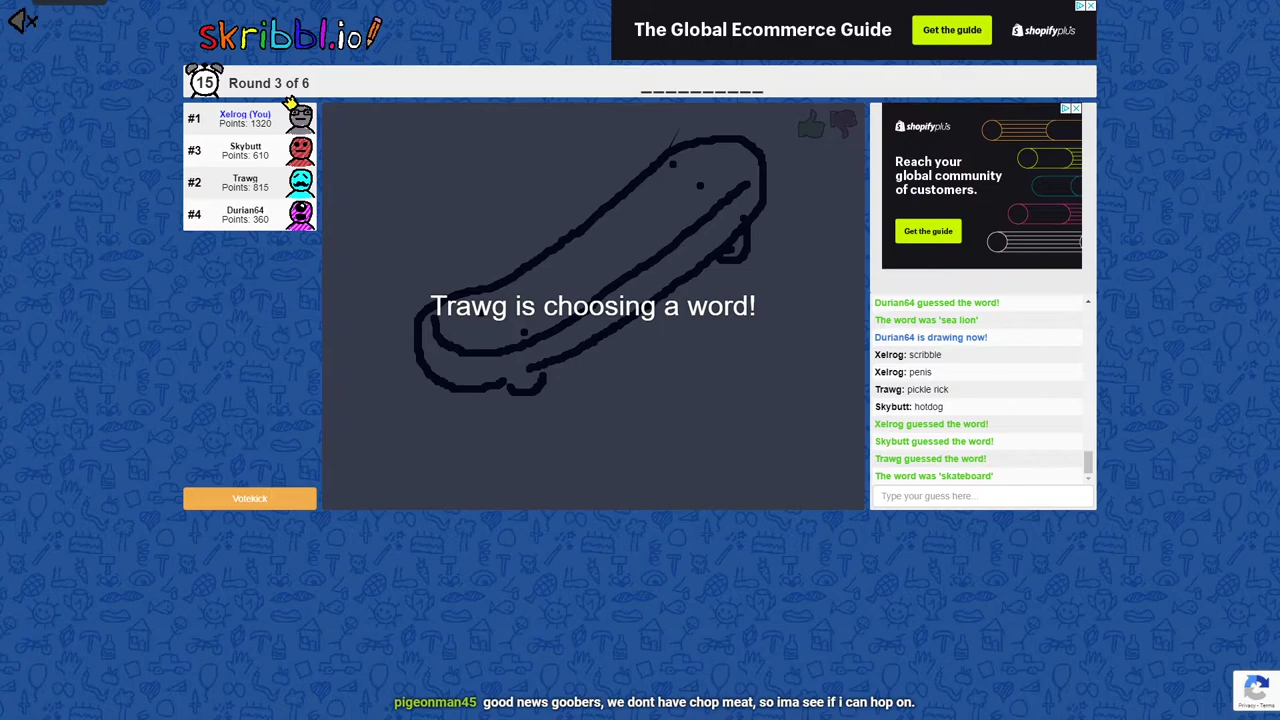 skribbl.io
The Global Ecommerce Guide
Get the guide
shopifyplus
15
Round 3 of 6
__________
#1
Xelrog (You)
Points: 1320
#3
Skybutt
Points: 610
#2
Trawg
Points: 815
#4
Durian64
Points: 360
Votekick
Trawg is choosing a word!
shopifyplus
Reach your
global community
of customers.
Get the guide
Durian64 guessed the word!
The word was 'sea lion'
Durian64 is drawing now!
Xelrog: scribble
Xelrog: penis
Trawg: pickle rick
Skybutt: hotdog
Xelrog guessed the word!
Skybutt guessed the word!
Trawg guessed the word!
The word was 'skateboard'
Type your guess here...
pigeonman45 good news goobers, we dont have chop meat, so ima see if i can hop on.
Privacy - Terms